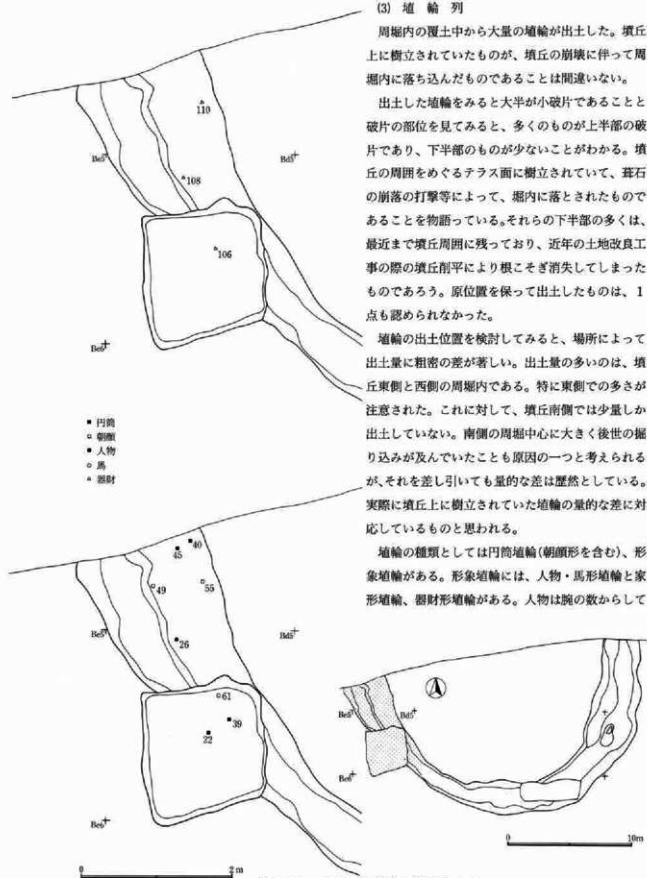 (3) 埴輪列
周堀内の覆土中から大量の埴輪が出土した。墳丘
上に樹立されていたものが、墳丘の崩壊に伴って周
堀内に落ち込んだものであることは間違いない。
出土した埴輪をみると大半が小破片であることと
破片の部位を見てみると、多くのものが上半部の破
片であり、下半部のものが少ないことがわかる。墳
丘の周囲をめぐるテラス面に樹立されていて、葺石
の崩落の打撃等によって、堀内に落とされたもので
あることを物語っている。それらの下半部の多くは、
最近まで墳丘周囲に残っており、近年の土地改良工
事の際の墳丘削平により根こそぎ消失してしまった
ものであろう。原位置を保って出土したものは、1
点も認められなかった。
埴輪の出土位置を検討してみると、場所によって
出土量に粗密の差が著しい。出土量の多いのは、墳
丘東側と西側の周堀内である。特に東側での多さが
注意された。これに対して、墳丘南側では少量しか
出土していない。南側の周堀中心に大きく後世の掘
り込みが及んでいたことも原因の一つと考えられる
が、それを差し引いても量的な差は歴然としている。
実際に墳丘上に樹立されていた埴輪の量的な差に対
応しているものと思われる。
埴輪の種類としては円筒埴輪(朝顔形を含む)、形
象埴輪がある。形象埴輪には、人物・馬形埴輪と家
形埴輪、器財形埴輪がある。人物は腕の数からして
110
Be5
Bd5
108
106
Be6
■ 円筒
○ 朝顔
● 人物
○ 馬
▲ 器財
40
45
49
55
Be5
Bd5
26
61
39
22
Be6
0 2m
Be5
Bd5
Be6
0 10m